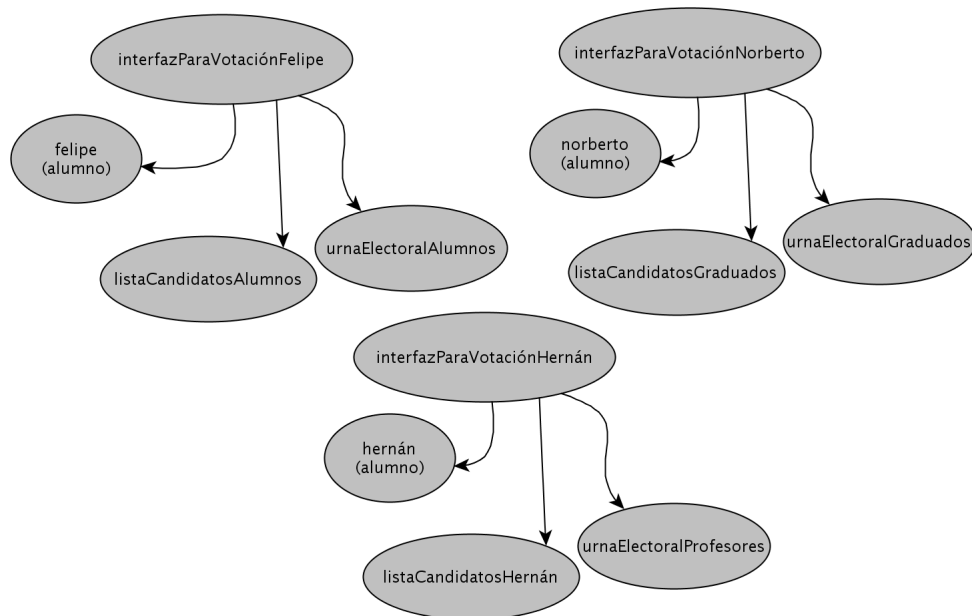 interfazParaVotaciónFelipe
felipe
(alumno)
urnaElectoralAlumnos
listaCandidatosAlumnos
interfazParaVotaciónNorberto
norberto
(alumno)
urnaElectoralGraduados
listaCandidatosGraduados
interfazParaVotaciónHernán
hernán
(alumno)
urnaElectoralProfesores
listaCandidatosHernán